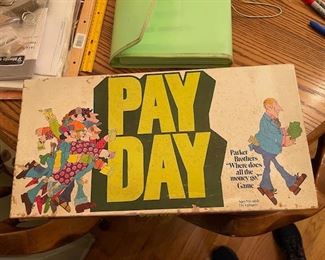 PAY
DAY
Parker
Brothers
"Where does
all the
money go?"
Game